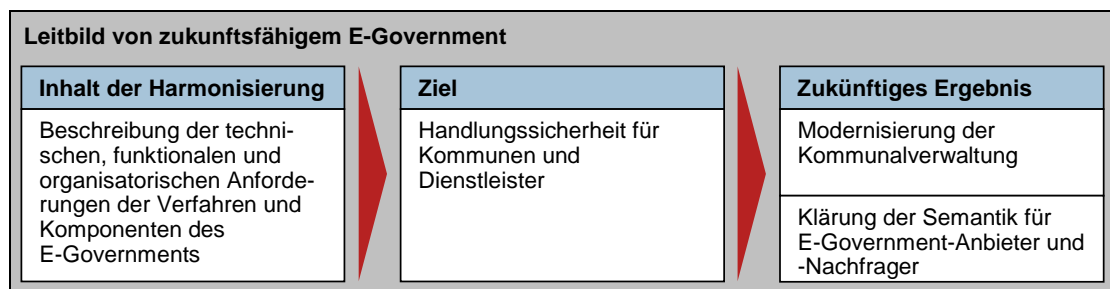 Leitbild von zukunftsfähigem E-Government
Inhalt der Harmonisierung
Beschreibung der techni-
schen, funktionalen und
organisatorischen Anforde-
rungen der Verfahren und
Komponenten des
E-Governments
Ziel
Handlungssicherheit für
Kommunen und
Dienstleister
Zukünftiges Ergebnis
Modernisierung der
Kommunalverwaltung
Klärung der Semantik für
E-Government-Anbieter und
-Nachfrager